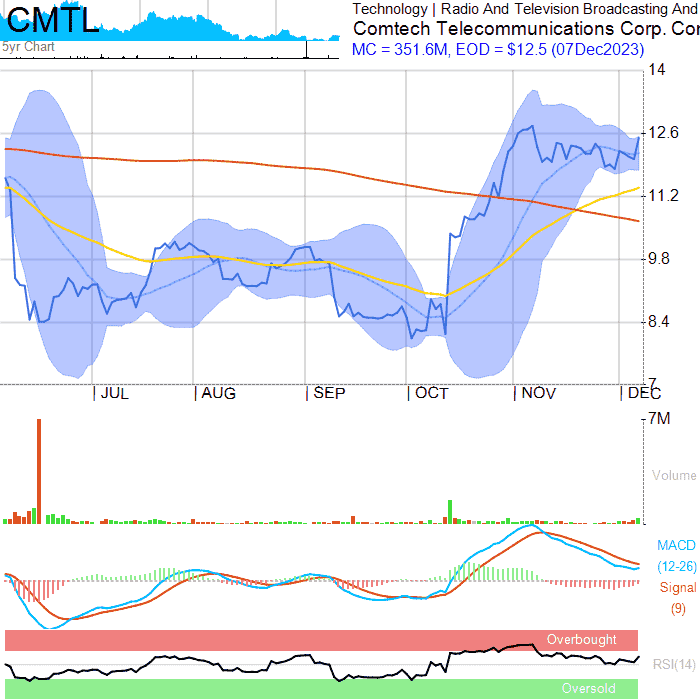 CMTL
5yr Chart
Technology | Radio And Television Broadcasting And
Comtech Telecommunications Corp. Cor
MC = 351.6M, EOD = $12.5 (07Dec2023)
14
12.6
11.2
9.8
8.4
7
| JUL | AUG | SEP | OCT | NOV | DEC
7M
Volume
MACD
(12-26)
Signal
(9)
Overbought
RSI(14)
Oversold